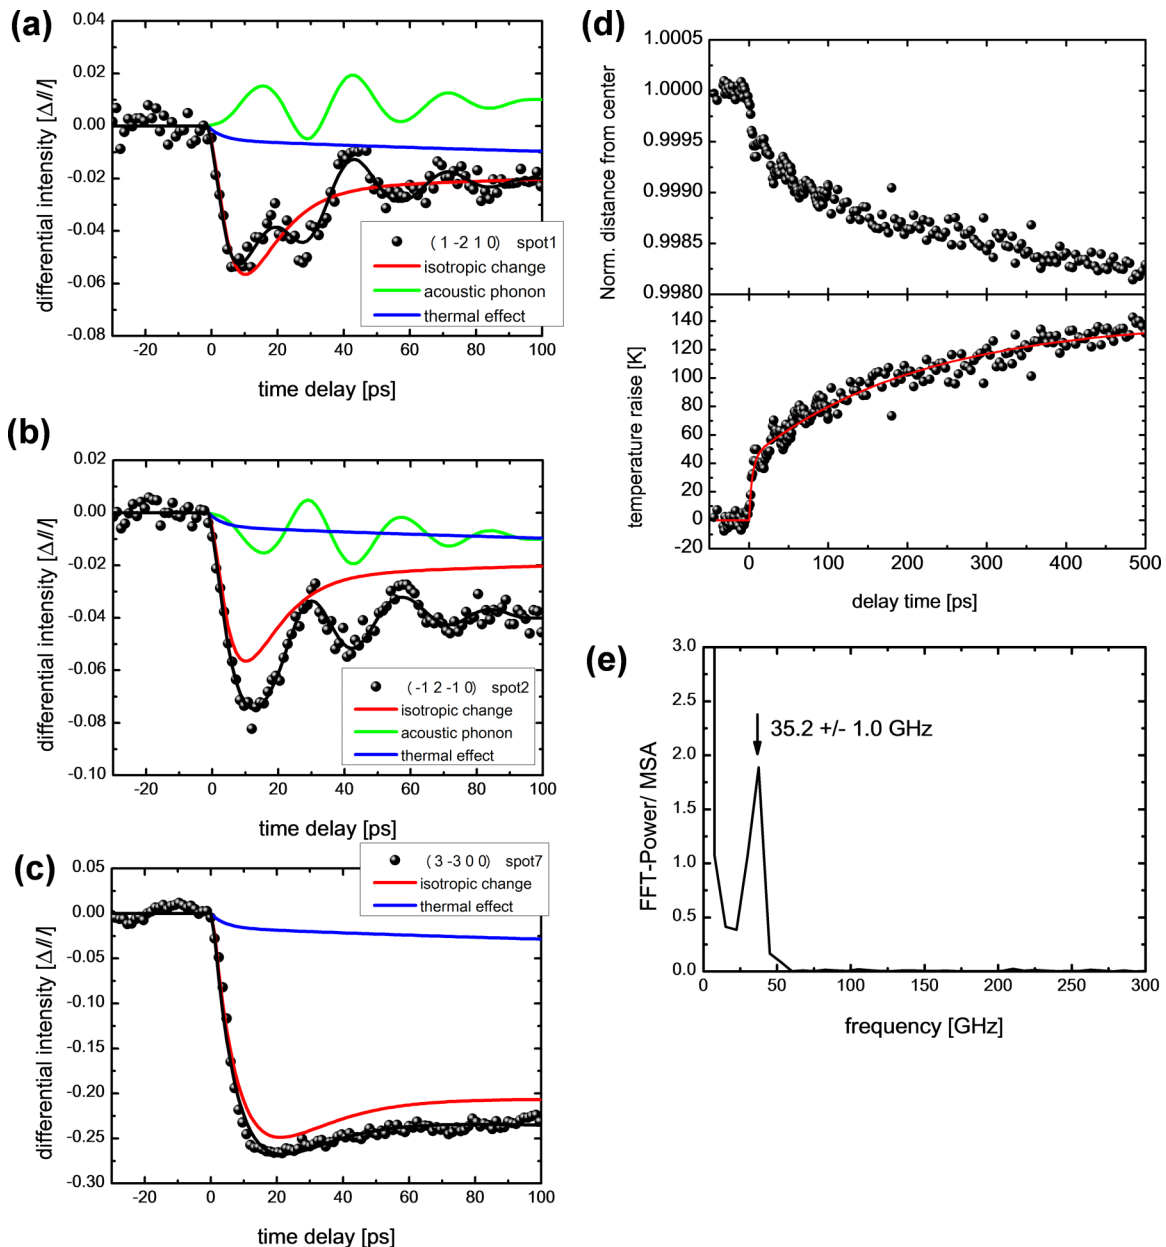 (a)
0.04
0.02
0.00
-0.02
-0.04
-0.06
-0.08
differential intensity [ΔI/I]
( 1 -2 1 0) spot1
isotropic change
acoustic phonon
thermal effect
-20 0 20 40 60 80 100
time delay [ps]
(b)
0.02
0.00
-0.02
-0.04
-0.06
-0.08
-0.10
differential intensity [ΔI/I]
(-1 2 -1 0) spot2
isotropic change
acoustic phonon
thermal effect
-20 0 20 40 60 80 100
time delay [ps]
(c)
0.05
0.00
-0.05
-0.10
-0.15
-0.20
-0.25
-0.30
differential intensity [ΔI/I]
( 3 -3 0 0) spot7
isotropic change
thermal effect
-20 0 20 40 60 80 100
time delay [ps]
(d)
1.0005
1.0000
0.9995
0.9990
0.9985
0.9980
Norm. distance from center
140
120
100
80
60
40
20
0
-20
temperature raise [K]
0 100 200 300 400 500
delay time [ps]
(e)
3.0
2.5
2.0
1.5
1.0
0.5
0.0
FFT-Power/ MSA
35.2 +/- 1.0 GHz
0 50 100 150 200 250 300
frequency [GHz]